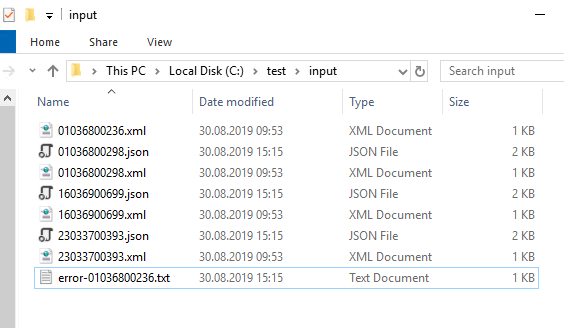 input
Home Share View
This PC Local Disk (C:) test input Search input
Name Date modified Type Size
01036800236.xml 30.08.2019 09:53 XML Document 1 KB
01036800298.json 30.08.2019 15:15 JSON File 2 KB
01036800298.xml 30.08.2019 09:53 XML Document 1 KB
16036900699.json 30.08.2019 15:15 JSON File 2 KB
16036900699.xml 30.08.2019 09:53 XML Document 1 KB
23033700393.json 30.08.2019 15:15 JSON File 2 KB
23033700393.xml 30.08.2019 09:53 XML Document 1 KB
error-01036800236.txt 30.08.2019 15:15 Text Document 1 KB